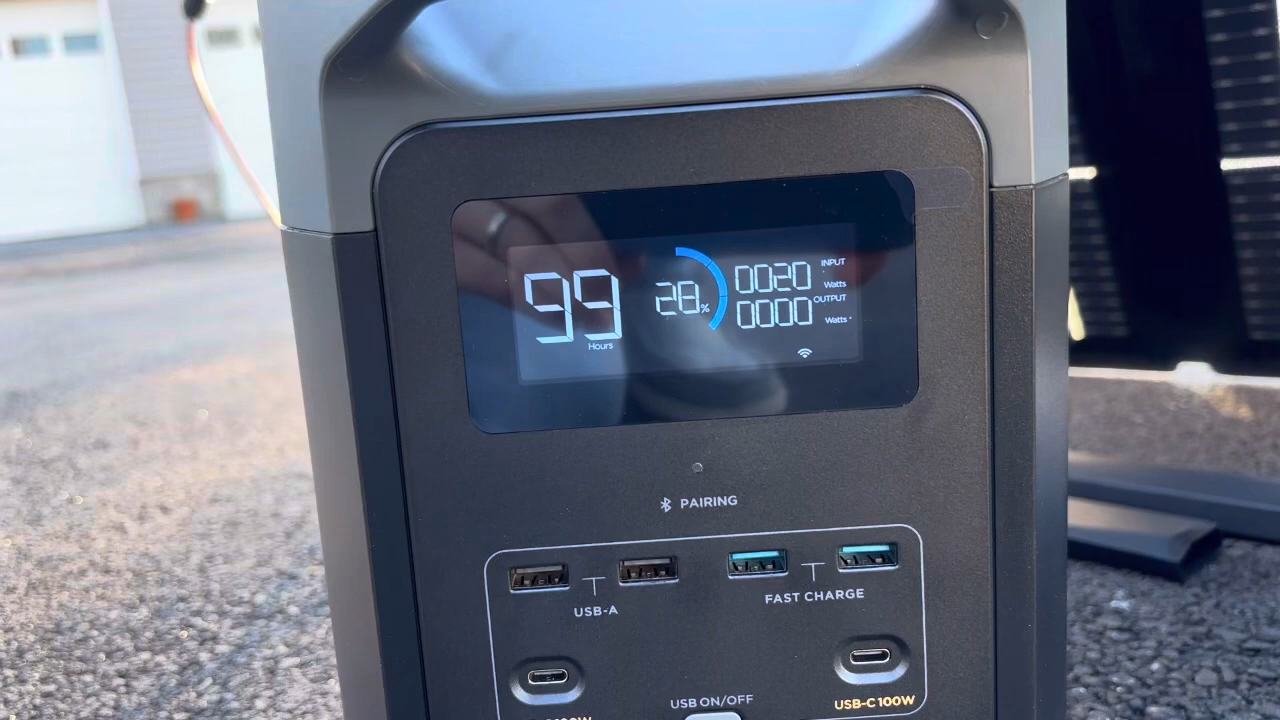 99
Hours
28%
0020
INPUT
Watts
0000
OUTPUT
Watts
PAIRING
USB-A
FAST CHARGE
USB ON/OFF
USB-C 100W